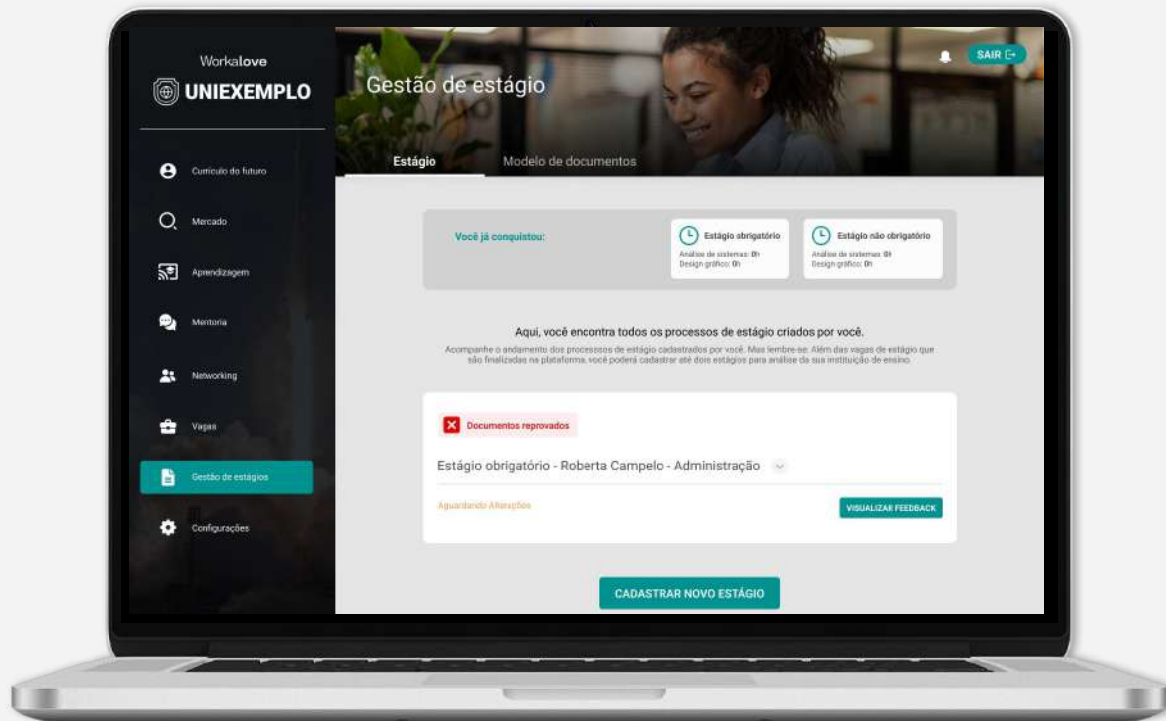 Workalove
UNIEXEMPLO
Currículo do futuro
Mercado
Aprendizagem
Mentoria
Networking
Vagas
Gestão de estágios
Configurações
SAIR
Gestão de estágio
Estágio
Modelo de documentos
Você já conquistou:
Estágio obrigatório
Análise de sistemas: 0h
Design gráfico: 0h
Estágio não obrigatório
Análise de sistemas: 0h
Design gráfico: 0h
Aqui, você encontra todos os processos de estágio criados por você.
Acompanhe o andamento dos processsos de estágio cadastrados por você. Mas lembre-se: Além das vagas de estágio que
são finalizadas na plataforma, você poderá cadastrar até dois estágios para análise da sua instituição de ensino.
Documentos reprovados
Estágio obrigatório - Roberta Campelo - Administração
Aguardando Alterações
VISUALIZAR FEEDBACK
CADASTRAR NOVO ESTÁGIO